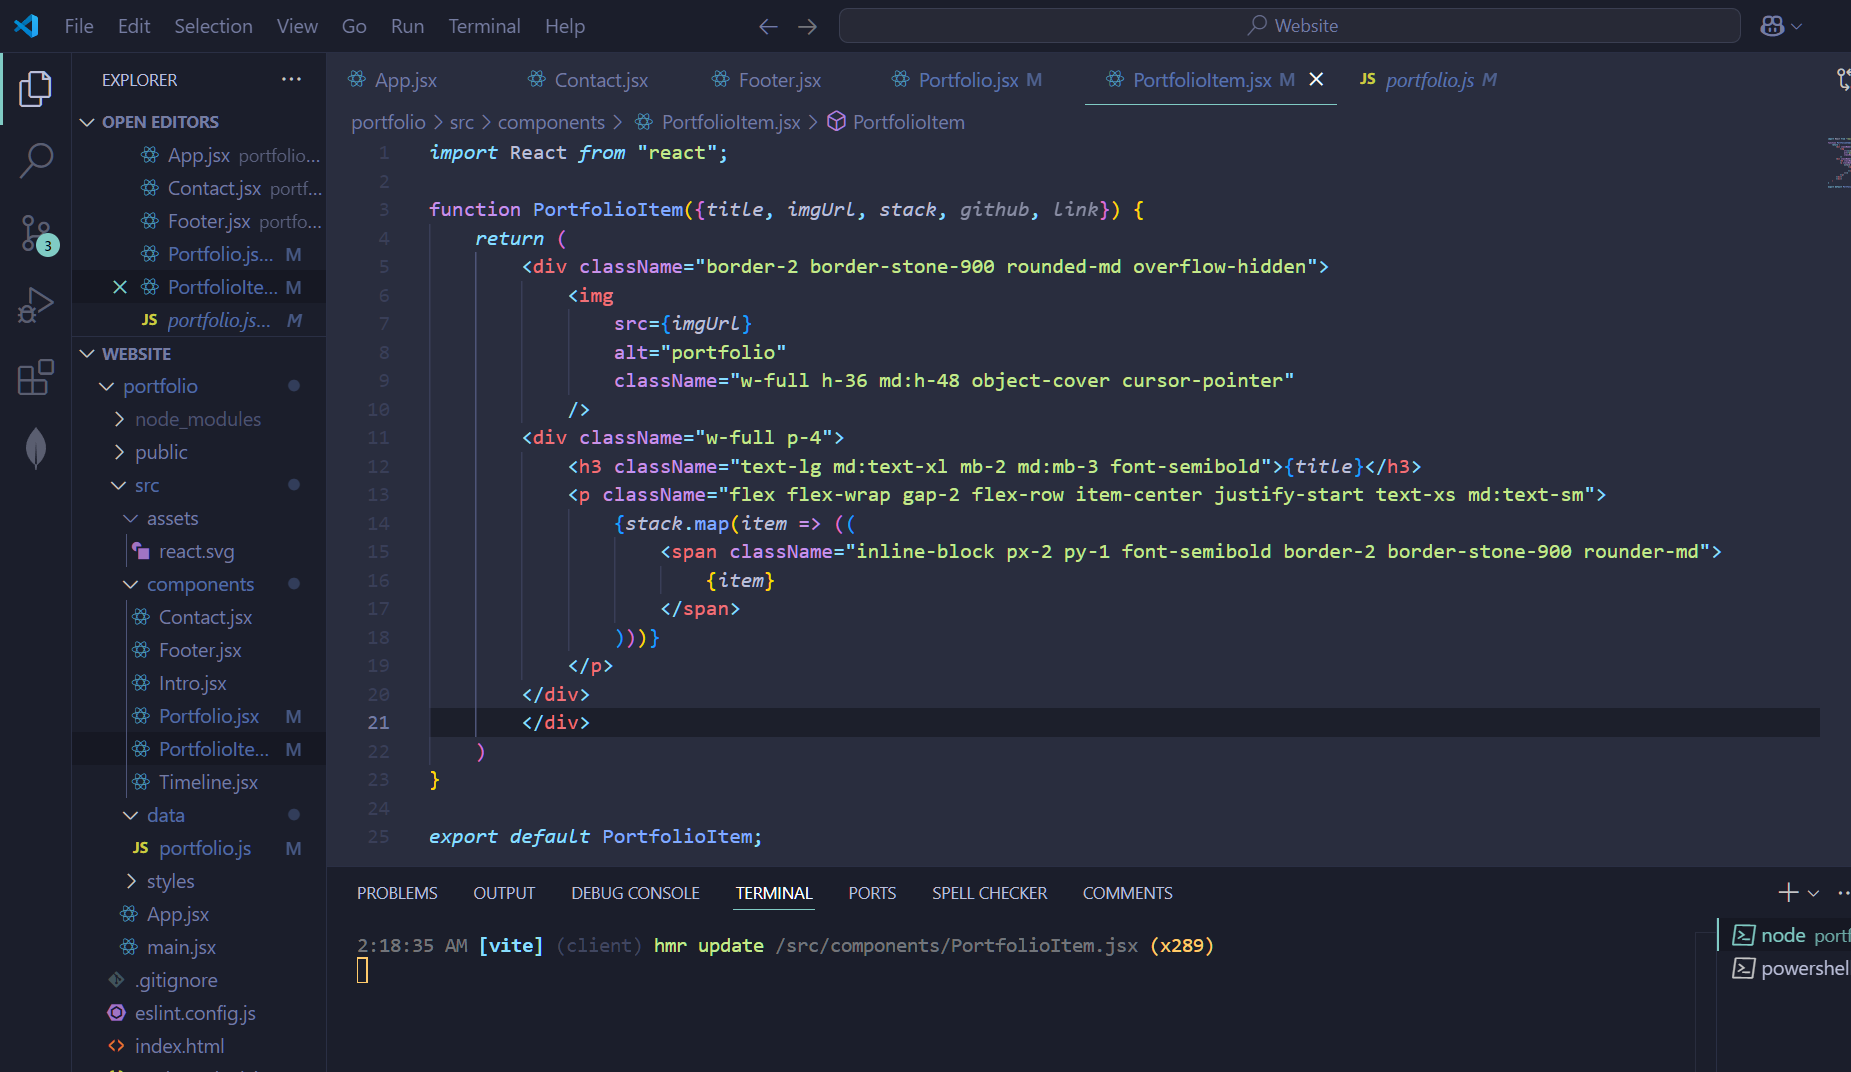 File Edit Selection View Go Run Terminal Help
Website
EXPLORER
OPEN EDITORS
App.jsx portfolio...
Contact.jsx portf...
Footer.jsx portfo...
Portfolio.js... M
PortfolioIte... M
JS portfolio.js... M
3
WEBSITE
portfolio
node_modules
public
src
assets
react.svg
components
Contact.jsx
Footer.jsx
Intro.jsx
Portfolio.jsx M
PortfolioIte... M
Timeline.jsx
data
JS portfolio.js M
styles
App.jsx
main.jsx
.gitignore
eslint.config.js
index.html
App.jsx Contact.jsx Footer.jsx Portfolio.jsx M PortfolioItem.jsx M JS portfolio.js M
portfolio > src > components > PortfolioItem.jsx > PortfolioItem
1 import React from "react";
2
3 function PortfolioItem({title, imgUrl, stack, github, link}) {
4 return (
5 <div className="border-2 border-stone-900 rounded-md overflow-hidden">
6 <img
7 src={imgUrl}
8 alt="portfolio"
9 className="w-full h-36 md:h-48 object-cover cursor-pointer"
10 />
11 <div className="w-full p-4">
12 <h3 className="text-lg md:text-xl mb-2 md:mb-3 font-semibold">{title}</h3>
13 <p className="flex flex-wrap gap-2 flex-row item-center justify-start text-xs md:text-sm">
14 {stack.map(item => ((
15 <span className="inline-block px-2 py-1 font-semibold border-2 border-stone-900 rounder-md">
16 {item}
17 </span>
18 )))}
19 </p>
20 </div>
21 </div>
22 )
23 }
24
25 export default PortfolioItem;
PROBLEMS OUTPUT DEBUG CONSOLE TERMINAL PORTS SPELL CHECKER COMMENTS
2:18:35 AM [vite] (client) hmr update /src/components/PortfolioItem.jsx (x289)
node portf
powershell